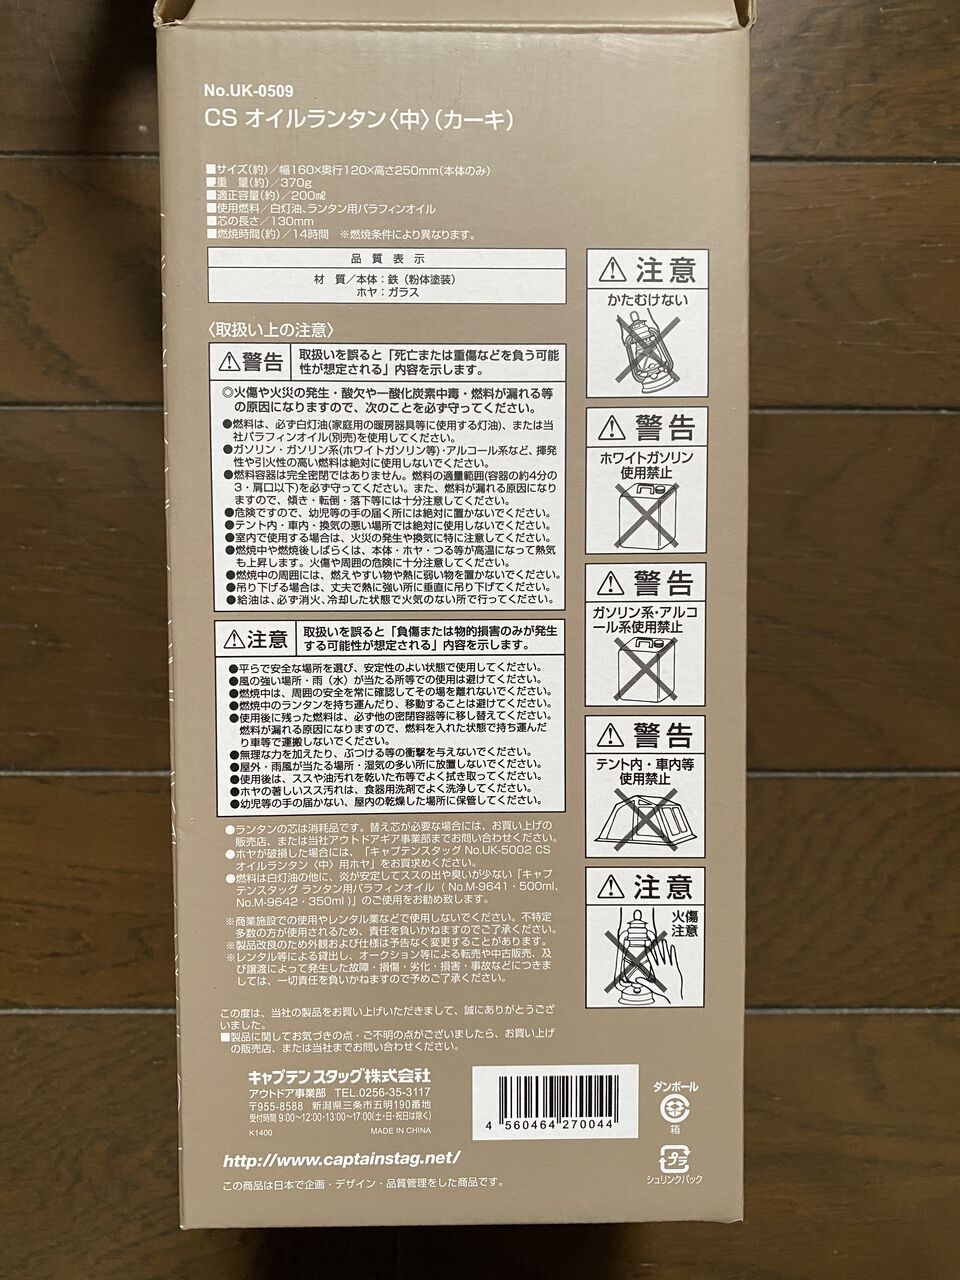 No.UK-0509
CS オイルランタン〈中〉(カーキ)
■サイズ(約)／幅160×奥行120×高さ250mm(本体のみ)
■重　量(約)／370g
■適正容量(約)／200㎖
■使用燃料／白灯油、ランタン用パラフィンオイル
■芯の長さ／130mm
■燃焼時間(約)／14時間　※燃焼条件により異なります。
品 質 表 示
材　質／本体：鉄（粉体塗装）
ホヤ：ガラス
〈取扱い上の注意〉
⚠警告
取扱いを誤ると「死亡または重傷などを負う可能
性が想定される」内容を示します。
◎火傷や火災の発生・酸欠や一酸化炭素中毒・燃料が漏れる等
の原因になりますので、次のことを必ず守ってください。
●燃料は、必ず白灯油(家庭用の暖房器具等に使用する灯油)、または当
社パラフィンオイル(別売)を使用してください。
●ガソリン・ガソリン系(ホワイトガソリン等)・アルコール系など、揮発
性や引火性の高い燃料は絶対に使用しないでください。
●燃料容器は完全密閉ではありません。燃料の適量範囲(容器の約4分の
3・肩口以下)を必ず守ってください。また、燃料が漏れる原因になり
ますので、傾き・転倒・落下等には十分注意してください。
●危険ですので、幼児等の手の届く所には絶対に置かないでください。
●テント内・車内・換気の悪い場所では絶対に使用しないでください。
●室内で使用する場合は、火災の発生や換気に特に注意してください。
●燃焼中や燃焼後しばらくは、本体・ホヤ・つる等が高温になって熱気
も上昇します。火傷や周囲の危険に十分注意してください。
●燃焼中の周囲には、燃えやすい物や熱に弱い物を置かないでください。
●吊り下げる場合は、丈夫で熱に強い所に垂直に吊り下げてください。
●給油は、必ず消火、冷却した状態で火気のない所で行ってください。
⚠注意
取扱いを誤ると「負傷または物的損害のみが発生
する可能性が想定される」内容を示します。
●平らで安全な場所を選び、安定性のよい状態で使用してください。
●風の強い場所・雨（水）が当たる所等での使用は避けてください。
●燃焼中は、周囲の安全を常に確認してその場を離れないでください。
●燃焼中のランタンを持ち運んだり、移動することは避けてください。
●使用後に残った燃料は、必ず他の密閉容器等に移し替えてください。
燃料が漏れる原因になりますので、燃料を入れた状態で持ち運んだ
り車等で運搬しないでください。
●無理な力を加えたり、ぶつける等の衝撃を与えないでください。
●屋外・雨風が当たる場所・湿気の多い所に放置しないでください。
●使用後は、ススや油汚れを乾いた布等でよく拭き取ってください。
●ホヤの著しいスス汚れは、食器用洗剤でよく洗浄してください。
●幼児等の手の届かない、屋内の乾燥した場所に保管してください。
●ランタンの芯は消耗品です。替え芯が必要な場合には、お買い上げの
販売店、または当社アウトドアギア事業部までお問い合わせください。
●ホヤが破損した場合には、「キャプテンスタッグ No.UK-5002 CS
オイルランタン〈中〉用ホヤ」をお買求めください。
●燃料は白灯油の他に、炎が安定してススの出や臭いが少ない「キャプ
テンスタッグ ランタン用パラフィンオイル ( No.M-9641・500ml、
No.M-9642・350ml )」のご使用をお勧め致します。
※商業施設での使用やレンタル業などで使用しないでください。不特定
多数の方が使用されるため、責任を負いかねますのでご了承ください。
※製品改良のため外観および仕様は予告なく変更することがあります。
※レンタル等による貸出し、オークション等による転売や中古販売、及
び譲渡によって発生した故障・損傷・劣化・損害・事故などにつきま
しては、一切責任を負いかねますので予めご了承ください。
この度は、当社の製品をお買い上げいただきまして、誠にありがとうござ
いました。
■製品に関してお気づきの点・ご不明の点がございましたら、お買い上げ
の販売店、または当社までお問い合わせください。
キャプテン スタッグ株式会社
アウトドア事業部　TEL.0256-35-3117
〒955-8588　新潟県三条市五明190番地
受付時間 9:00～12:00・13:00～17:00(土・日・祝日は除く)
K1400
MADE IN CHINA
http://www.captainstag.net/
この商品は日本で企画・デザイン・品質管理をした商品です。
4 560464 270044
⚠注意
かたむけない
⚠警告
ホワイトガソリン
使用禁止
⚠警告
ガソリン系・アルコ
ール系使用禁止
⚠警告
テント内・車内等
使用禁止
⚠注意
火傷
注意
ダンボール
箱
プラ
シュリンクパック